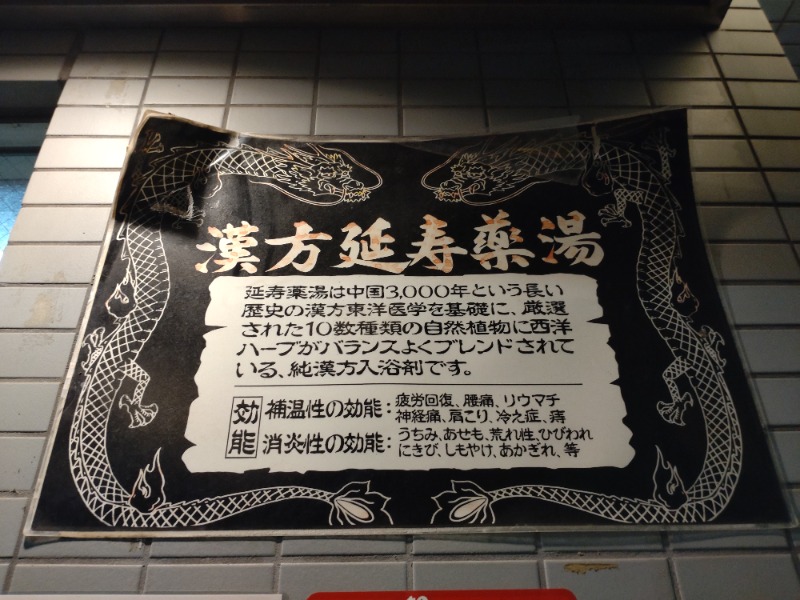 漢方延寿薬湯
延寿薬湯は中国3,000年という長い
歴史の漢方東洋医学を基礎に、厳選
された10数種類の自然植物に西洋
ハーブがバランスよくブレンドされて
いる、純漢方入浴剤です。
効能
補温性の効能：疲労回復、腰痛、リウマチ
神経痛、肩こり、冷え症、痔
消炎性の効能：うちみ、あせも、荒れ性、ひびわれ
にきび、しもやけ、あかぎれ、等